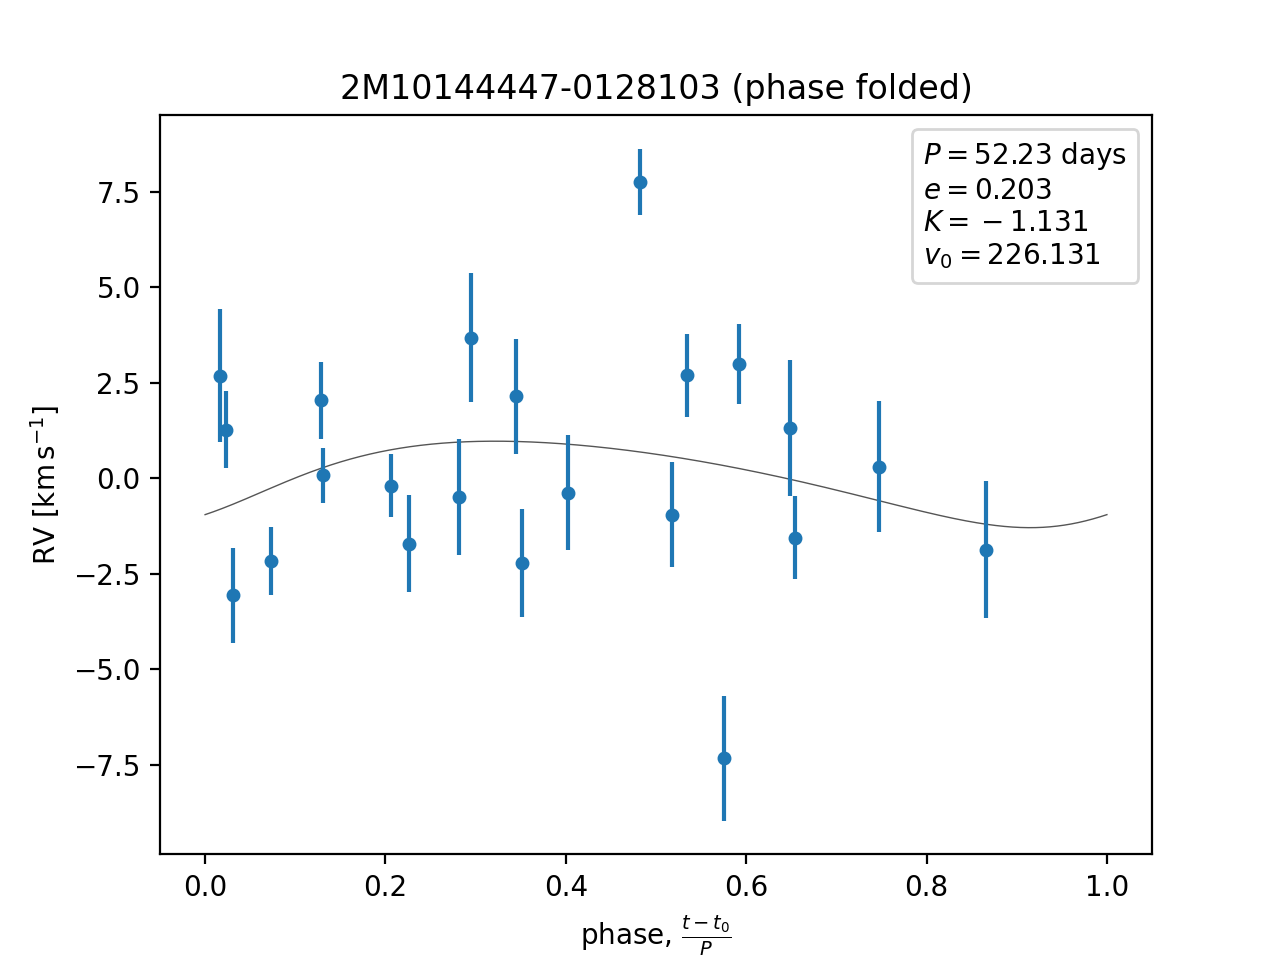 2M10144447-0128103 (phase folded)
P = 52.23 days
e = 0.203
K = −1.131
v₀ = 226.131
RV [km s⁻¹]
7.5
5.0
2.5
0.0
−2.5
−5.0
−7.5
0.0 0.2 0.4 0.6 0.8 1.0
phase, (t − t₀)/P